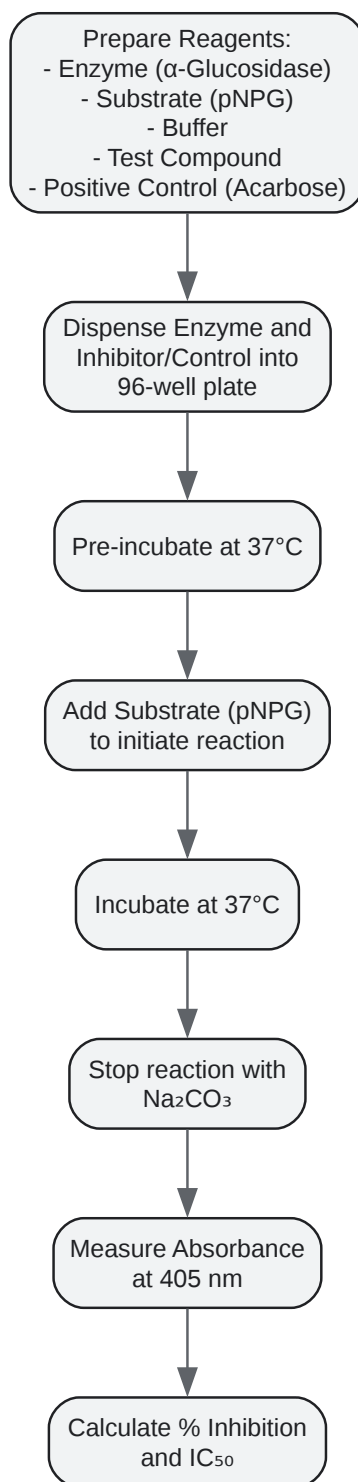 Prepare Reagents:
- Enzyme (α-Glucosidase)
- Substrate (pNPG)
- Buffer
- Test Compound
- Positive Control (Acarbose)
Dispense Enzyme and
Inhibitor/Control into
96-well plate
Pre-incubate at 37°C
Add Substrate (pNPG)
to initiate reaction
Incubate at 37°C
Stop reaction with
Na₂CO₃
Measure Absorbance
at 405 nm
Calculate % Inhibition
and IC₅₀